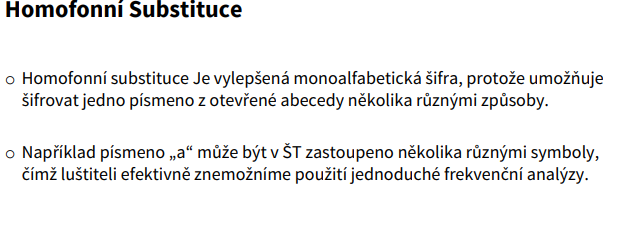 Homofonní Substituce
○ Homofonní substituce Je vylepšená monoalfabetická šifra, protože umožňuje
šifrovat jedno písmeno z otevřené abecedy několika různými způsoby.
○ Například písmeno „a“ může být v ŠT zastoupeno několika různými symboly,
čímž luštiteli efektivně znemožníme použití jednoduché frekvenční analýzy.